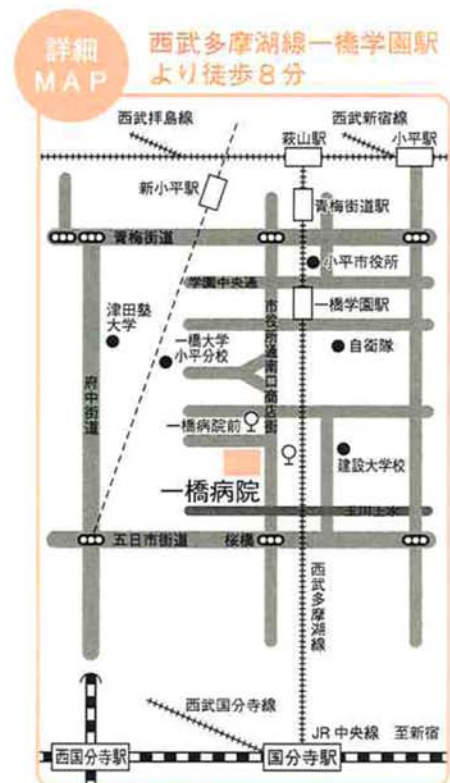 詳細
MAP
西武多摩湖線一橋学園駅
より徒歩8分
西武拝島線
西武新宿線
萩山駅
小平駅
新小平駅
青梅街道駅
青梅街道
小平市役所
学園中央通
一橋学園駅
津田塾
大学
市役所通南口商店街
一橋大学
小平分校
自衛隊
府中街道
一橋病院前
建設大学校
一橋病院
玉川上水
五日市街道
桜橋
西武多摩湖線
西武国分寺線
JR中央線 至新宿
西国分寺駅
国分寺駅